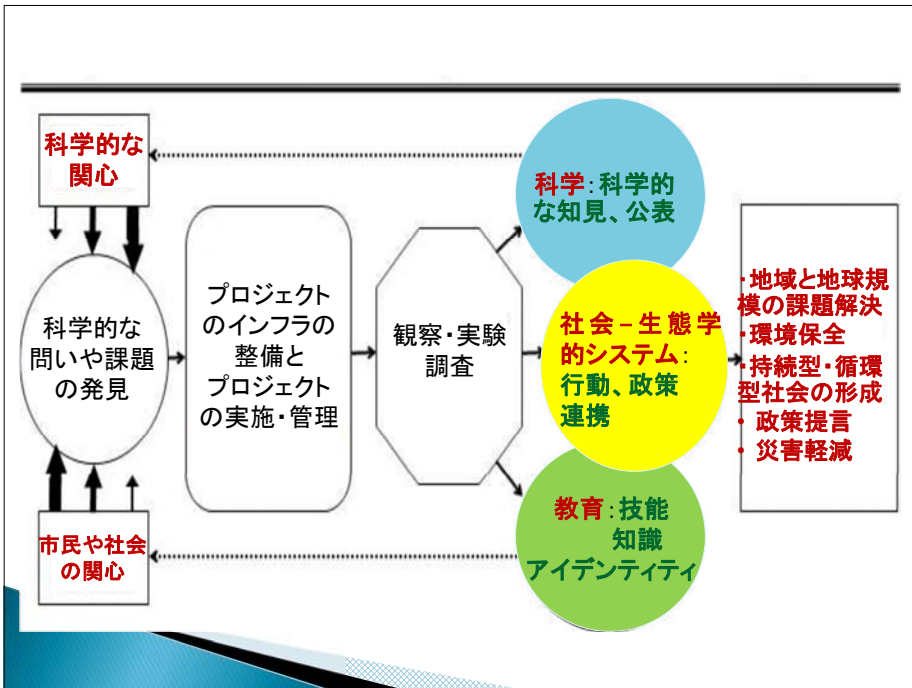 科学的な
関心
科学的な
問いや課題
の発見
市民や社会
の関心
プロジェクト
のインフラの
整備と
プロジェクト
の実施・管理
観察・実験
調査
科学：科学的
な知見、公表
社会－生態学
的システム：
行動、政策
連携
教育：技能
知識
アイデンティティ
・地域と地球規
模の課題解決
・環境保全
・持続型・循環
型社会の形成
• 政策提言
• 災害軽減